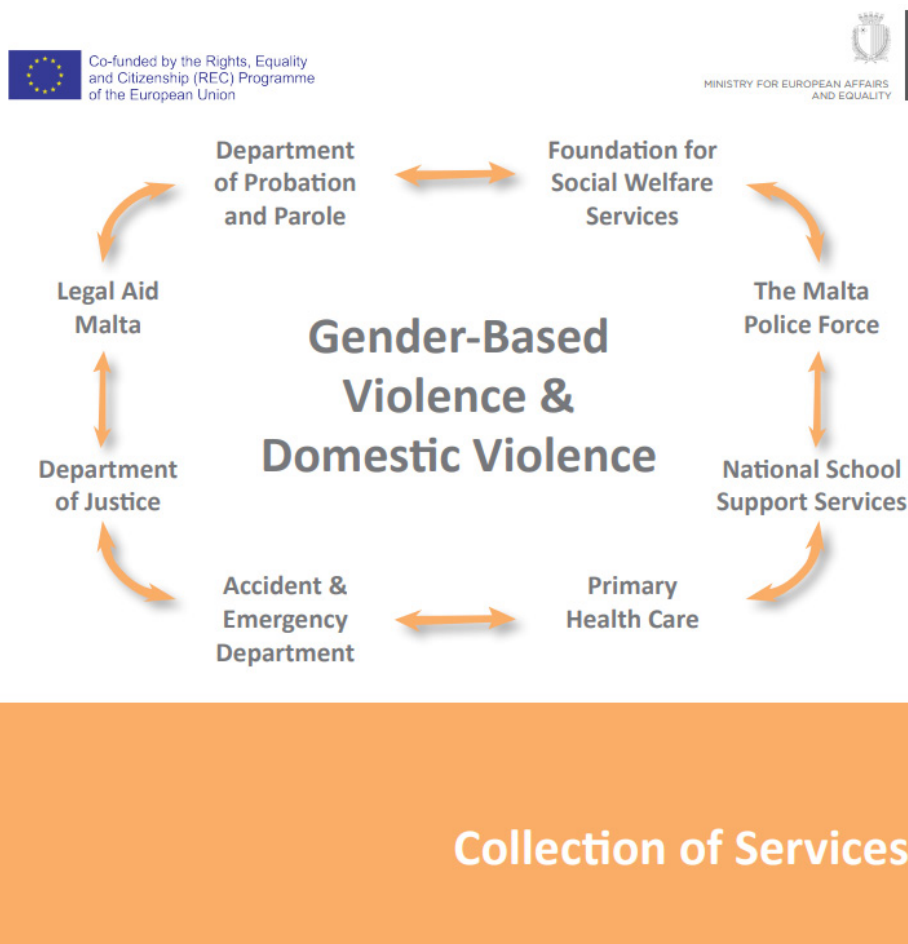 Co-funded by the Rights, Equality
and Citizenship (REC) Programme
of the European Union
MINISTRY FOR EUROPEAN AFFAIRS
AND EQUALITY
Department
of Probation
and Parole
Foundation for
Social Welfare
Services
Legal Aid
Malta
The Malta
Police Force
Gender-Based
Violence &
Domestic Violence
Department
of Justice
National School
Support Services
Accident &
Emergency
Department
Primary
Health Care
Collection of Services